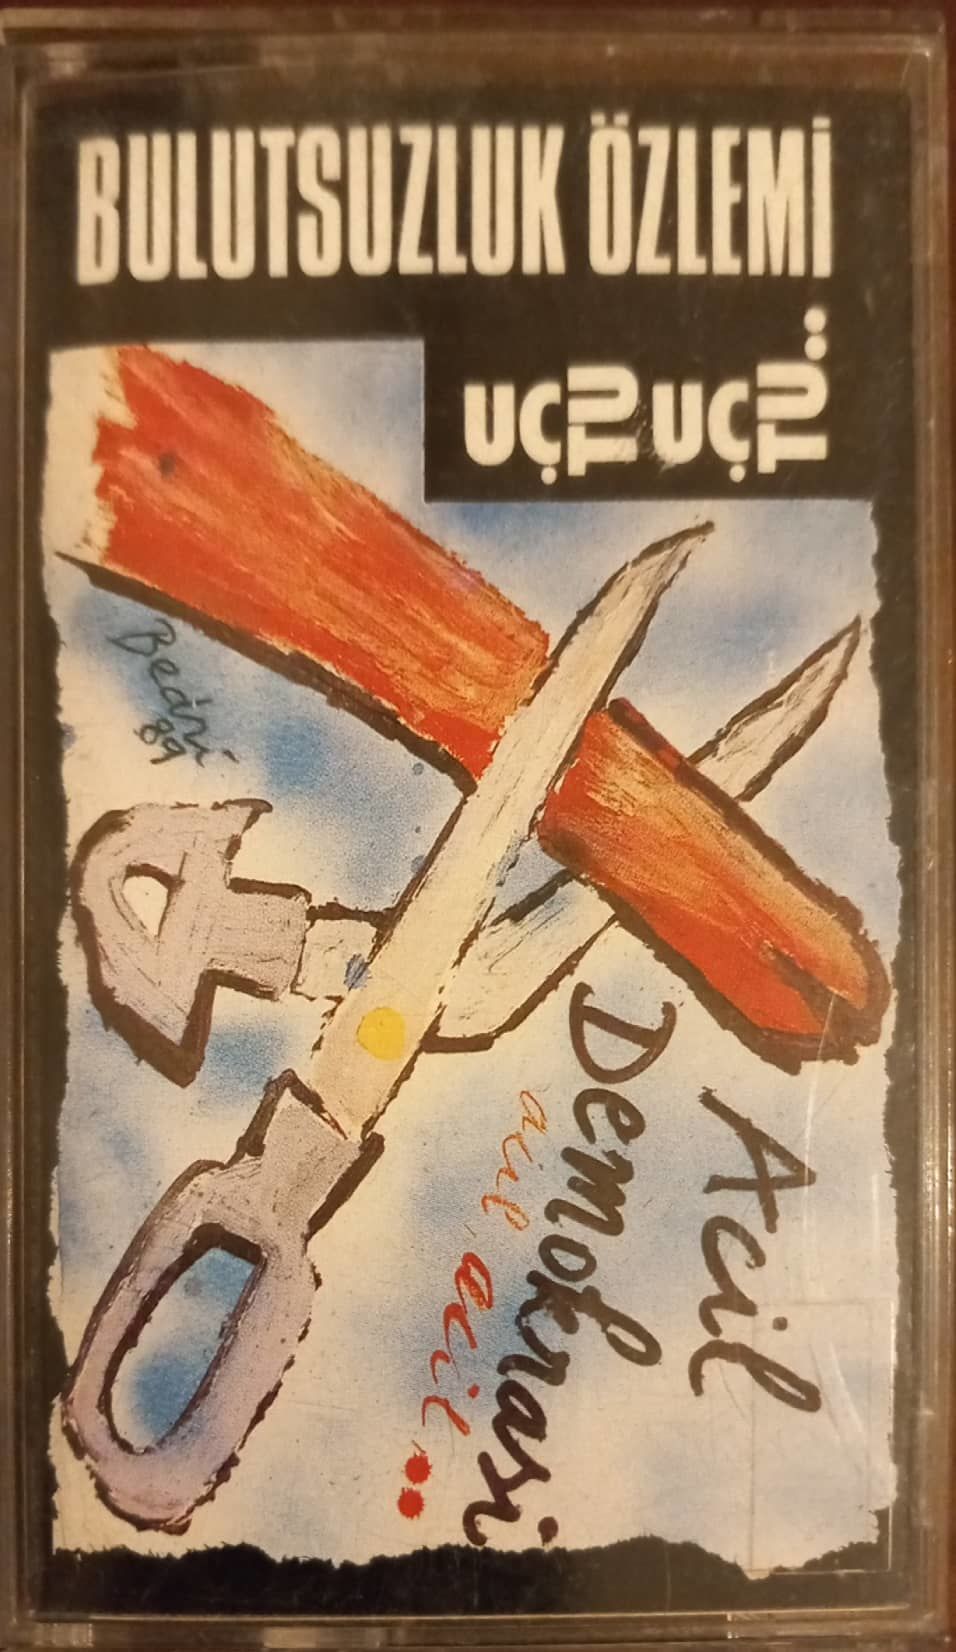 BULUTSUZLUK ÖZLEMİ
UÇTU UÇTU..
Bedri
89
Acil
Demokrasi
acil, acil..